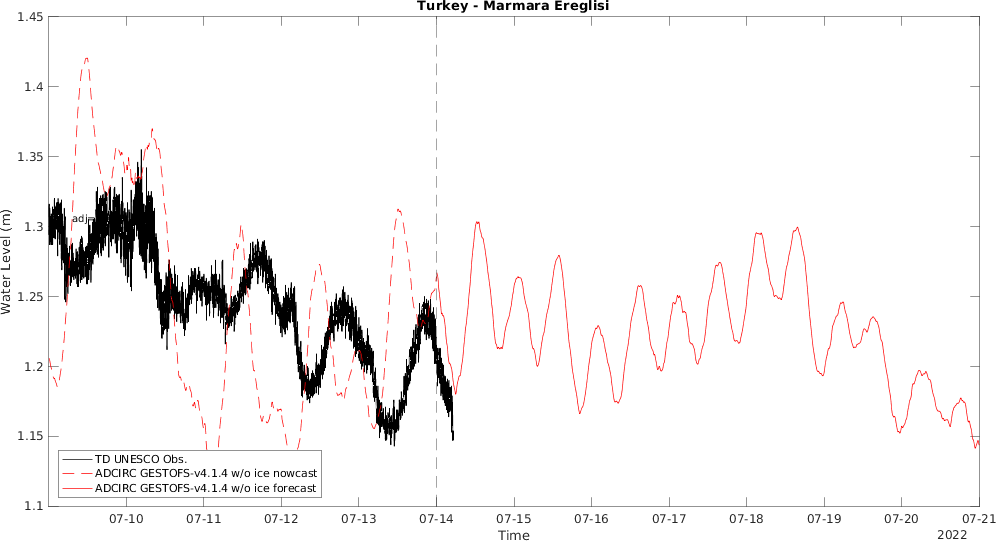 Turkey - Marmara Ereglisi
1.45
1.4
1.35
1.3
1.25
1.2
1.15
1.1
Water Level (m)
adj=
TD UNESCO Obs.
ADCIRC GESTOFS-v4.1.4 w/o ice nowcast
ADCIRC GESTOFS-v4.1.4 w/o ice forecast
07-10 07-11 07-12 07-13 07-14 07-15 07-16 07-17 07-18 07-19 07-20 07-21
Time
2022